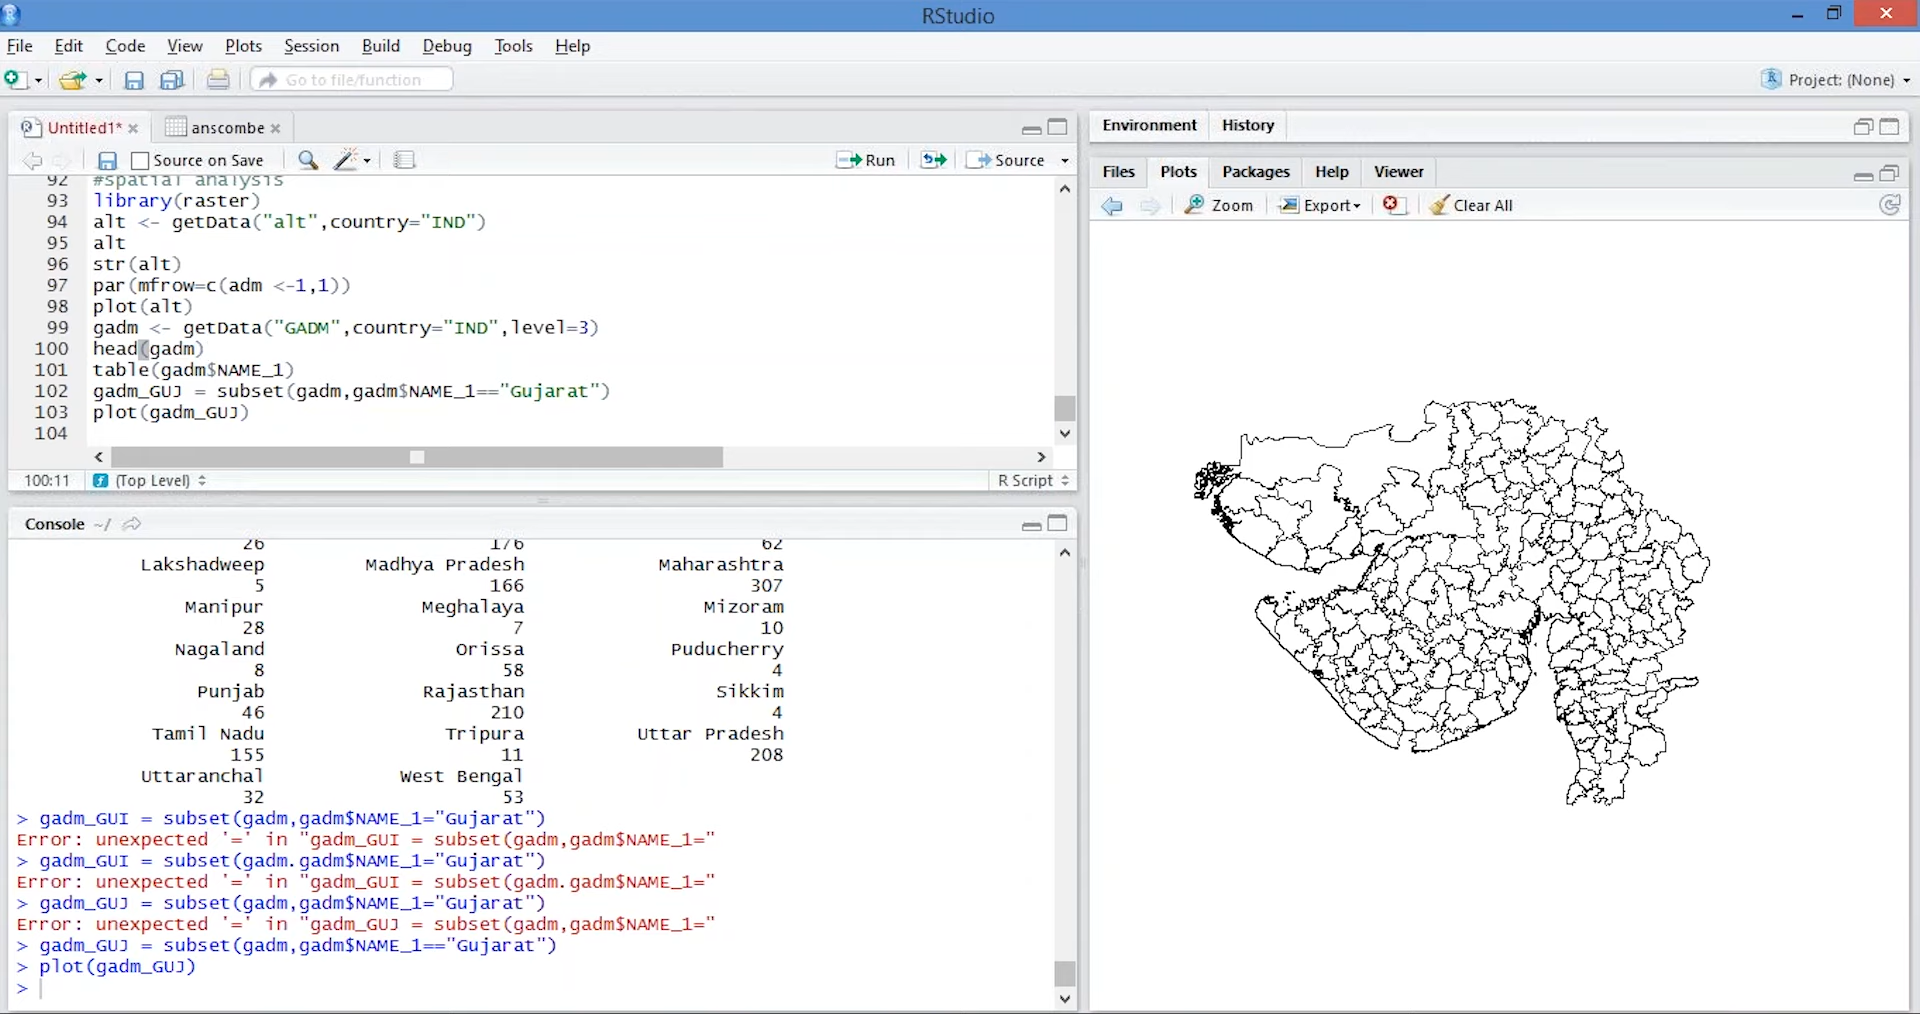 RStudio
File Edit Code View Plots Session Build Debug Tools Help
Go to file/function
Project: (None)
Untitled1* anscombe
Source on Save Run Source
92 #spatial analysis
93 library(raster)
94 alt <- getData("alt",country="IND")
95 alt
96 str(alt)
97 par(mfrow=c(adm <-1,1))
98 plot(alt)
99 gadm <- getData("GADM",country="IND",level=3)
100 head(gadm)
101 table(gadm$NAME_1)
102 gadm_GUJ = subset(gadm,gadm$NAME_1=="Gujarat")
103 plot(gadm_GUJ)
104
100:11 (Top Level) R Script
Console ~/
26 176 62
Lakshadweep Madhya Pradesh Maharashtra
5 166 307
Manipur Meghalaya Mizoram
28 7 10
Nagaland Orissa Puducherry
8 58 4
Punjab Rajasthan Sikkim
46 210 4
Tamil Nadu Tripura Uttar Pradesh
155 11 208
Uttaranchal West Bengal
32 53
> gadm_GUI = subset(gadm,gadm$NAME_1="Gujarat")
Error: unexpected '=' in "gadm_GUI = subset(gadm,gadm$NAME_1="
> gadm_GUI = subset(gadm.gadm$NAME_1="Gujarat")
Error: unexpected '=' in "gadm_GUI = subset(gadm.gadm$NAME_1="
> gadm_GUJ = subset(gadm,gadm$NAME_1="Gujarat")
Error: unexpected '=' in "gadm_GUJ = subset(gadm,gadm$NAME_1="
> gadm_GUJ = subset(gadm,gadm$NAME_1=="Gujarat")
> plot(gadm_GUJ)
>
Environment History
Files Plots Packages Help Viewer
Zoom Export Clear All